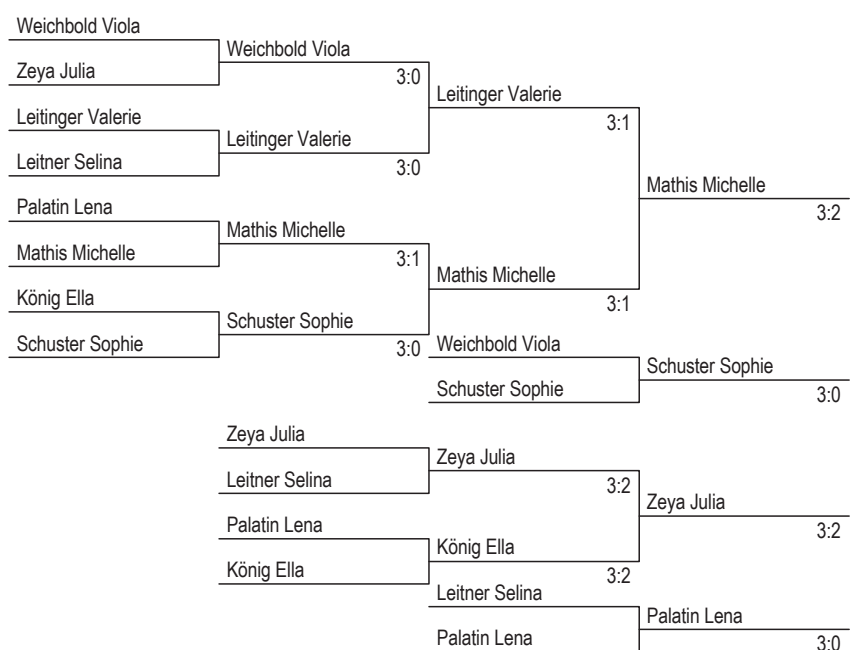 Weichbold Viola
Weichbold Viola
Zeya Julia
3:0
Leitinger Valerie
Leitinger Valerie
3:1
Leitinger Valerie
Leitner Selina
3:0
Mathis Michelle
3:2
Palatin Lena
Mathis Michelle
Mathis Michelle
3:1
Mathis Michelle
3:1
König Ella
Schuster Sophie
Schuster Sophie
3:0
Weichbold Viola
Schuster Sophie
3:0
Schuster Sophie
Zeya Julia
Zeya Julia
Leitner Selina
3:2
Zeya Julia
3:2
Palatin Lena
König Ella
König Ella
3:2
Leitner Selina
Palatin Lena
3:0
Palatin Lena